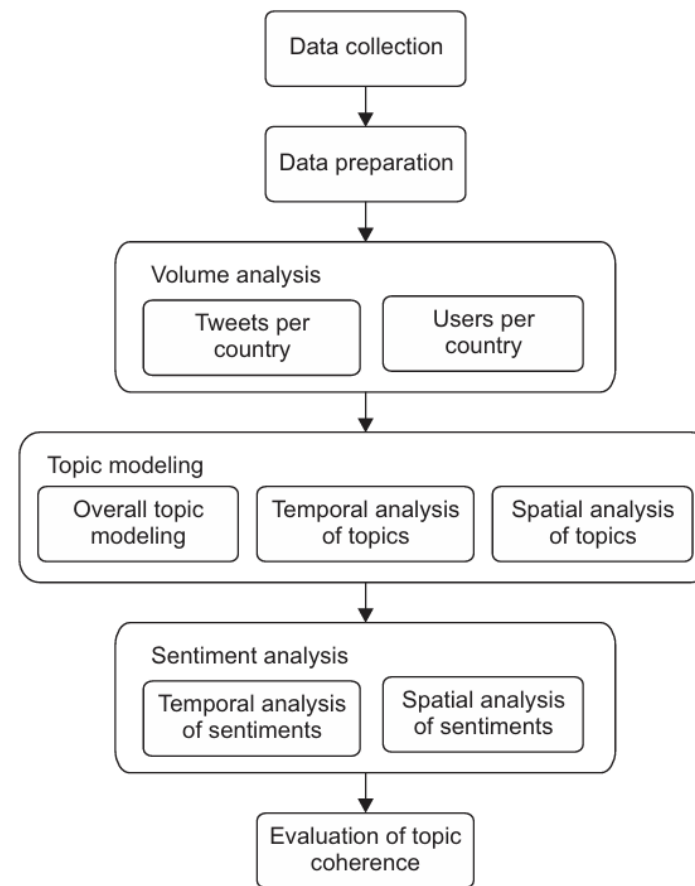 Data collection
Data preparation
Volume analysis
Tweets per
country
Users per
country
Topic modeling
Overall topic
modeling
Temporal analysis
of topics
Spatial analysis
of topics
Sentiment analysis
Temporal analysis
of sentiments
Spatial analysis
of sentiments
Evaluation of topic
coherence